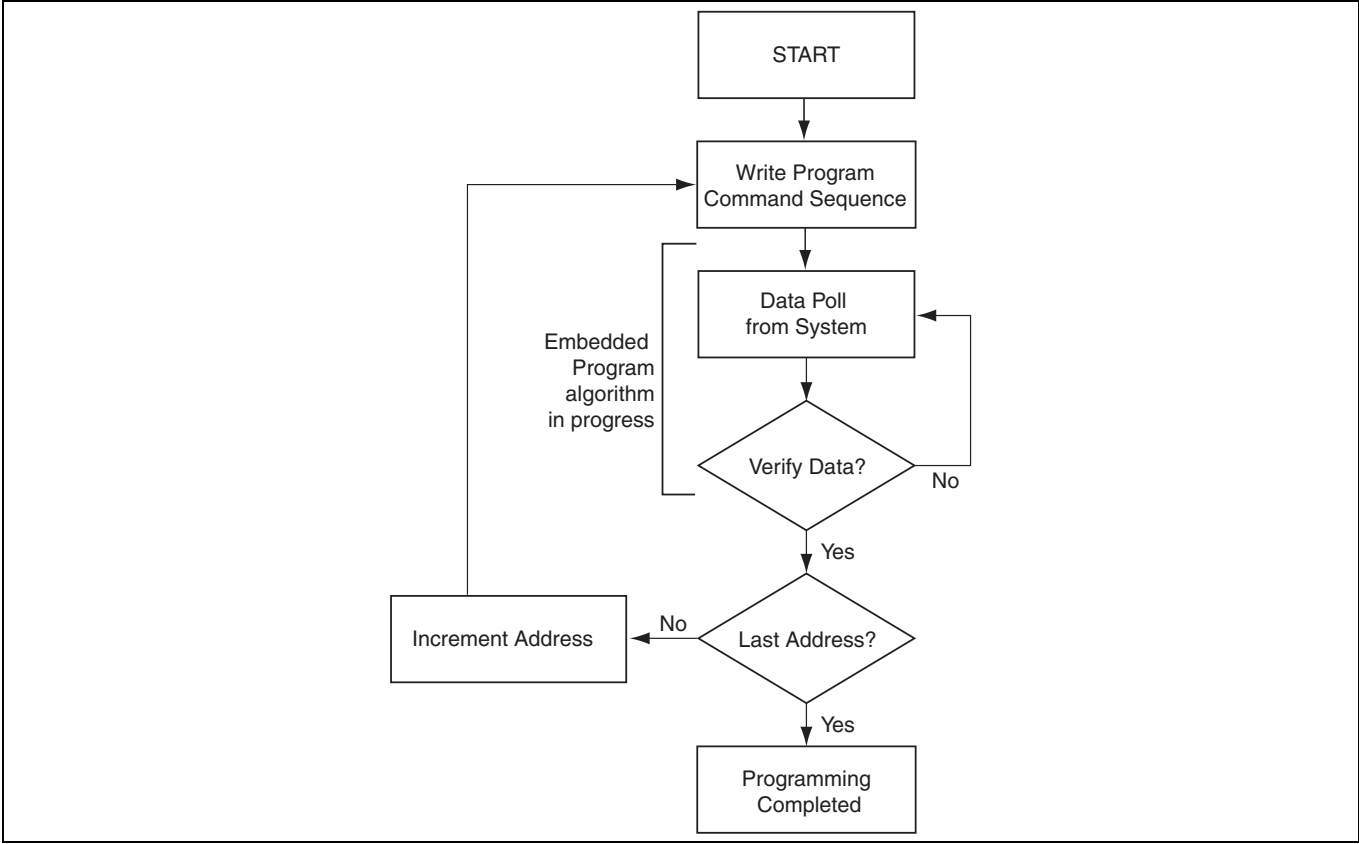 START
Write Program
Command Sequence
Data Poll
from System
Embedded
Program
algorithm
in progress
Verify Data?
No
Yes
Increment Address
No
Last Address?
Yes
Programming
Completed